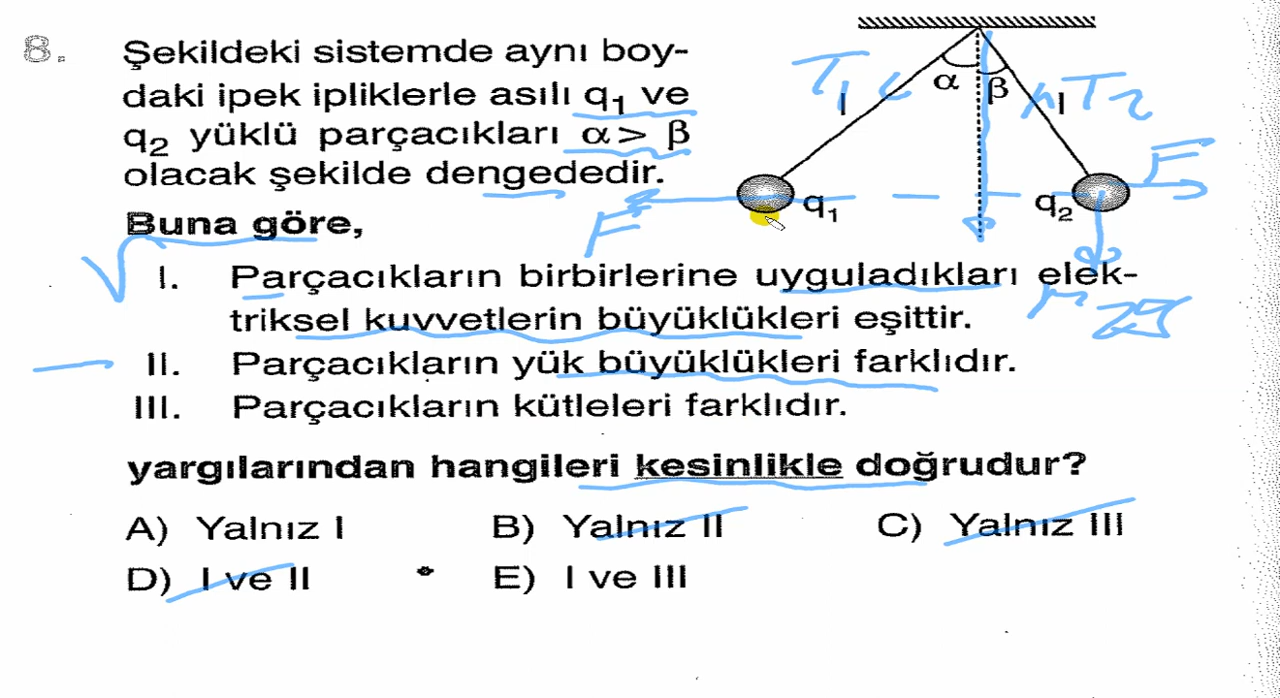 8. Şekildeki sistemde aynı boy-
daki ipek ipliklerle asılı q₁ ve
q₂ yüklü parçacıkları α > β
olacak şekilde dengededir.
Buna göre,
I. Parçacıkların birbirlerine uyguladıkları elek-
triksel kuvvetlerin büyüklükleri eşittir.
II. Parçacıkların yük büyüklükleri farklıdır.
III. Parçacıkların kütleleri farklıdır.
yargılarından hangileri kesinlikle doğrudur?
A) Yalnız I B) Yalnız II C) Yalnız III
D) I ve II E) I ve III
T₁ l α β l T₂
F q₁ q₂ F